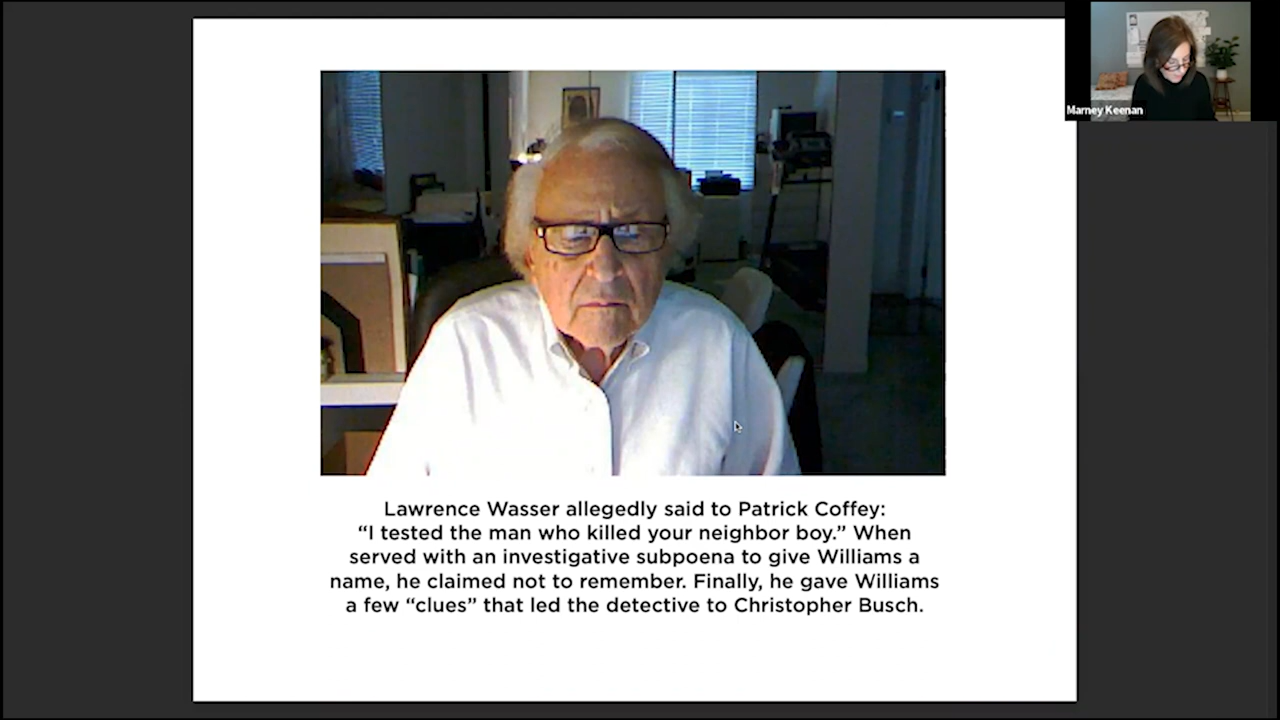 Marney Keenan
Lawrence Wasser allegedly said to Patrick Coffey:
“I tested the man who killed your neighbor boy.” When
served with an investigative subpoena to give Williams a
name, he claimed not to remember. Finally, he gave Williams
a few “clues” that led the detective to Christopher Busch.